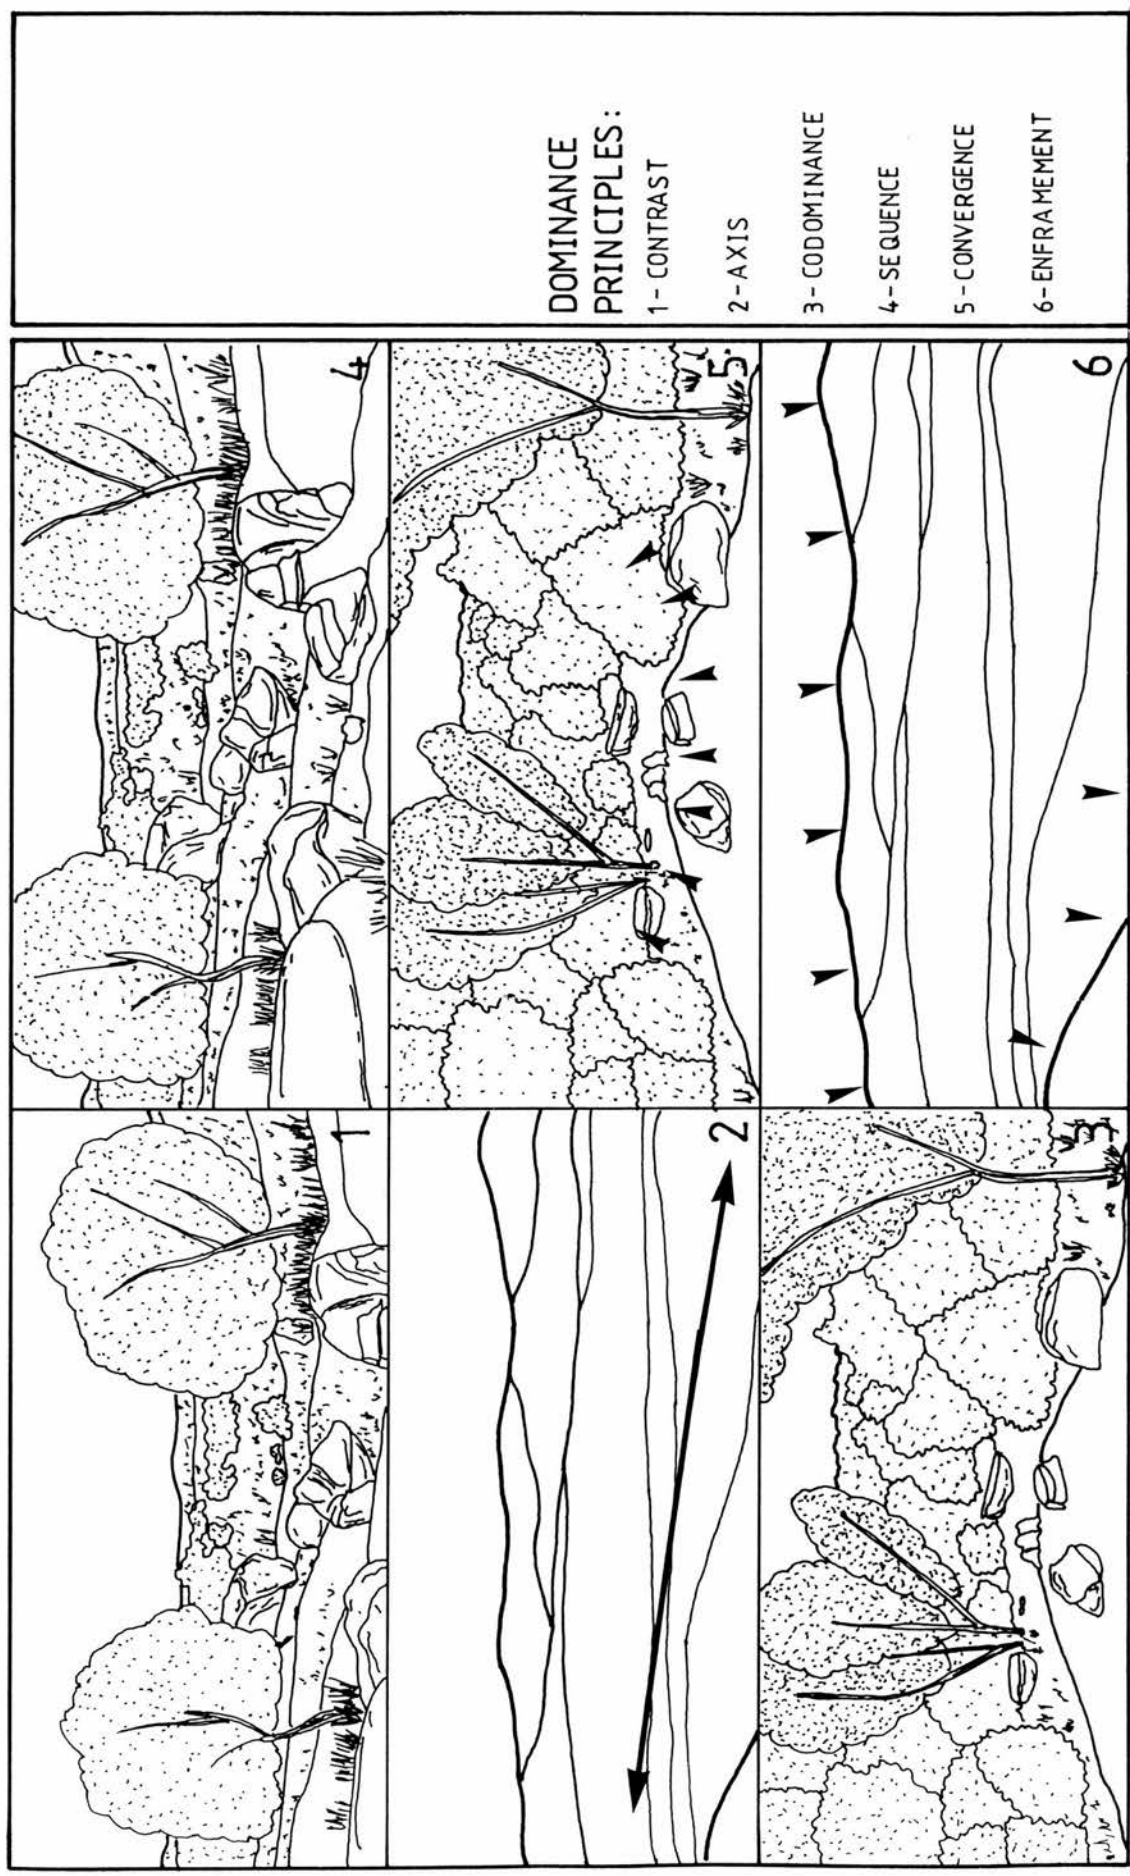 1
4
2
5
3
6
DOMINANCE
PRINCIPLES:
1- CONTRAST
2- AXIS
3- CODOMINANCE
4- SEQUENCE
5- CONVERGENCE
6- ENFRAMEMENT